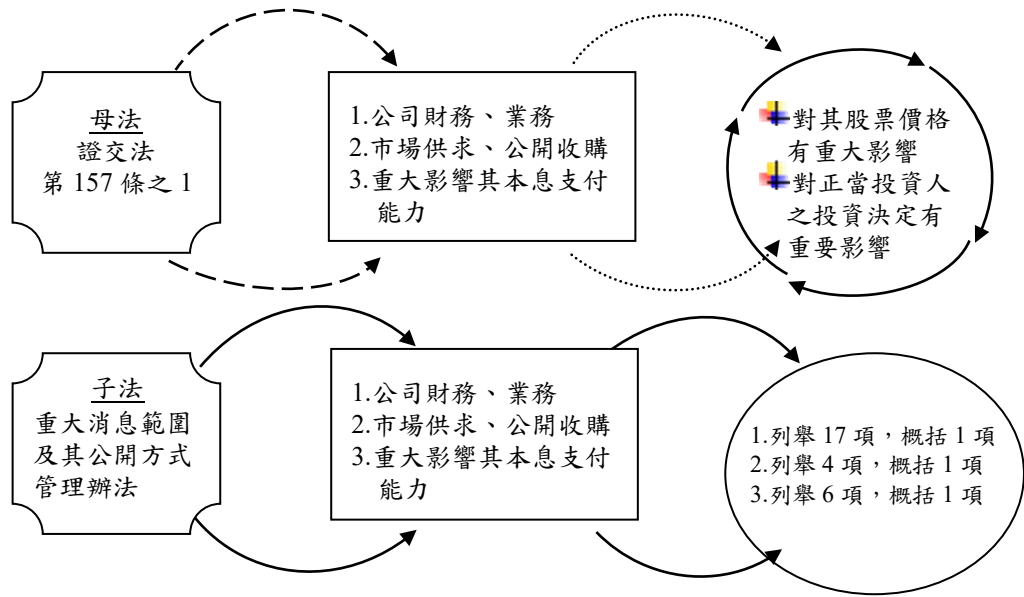 母法
證交法
第 157 條之 1
1.公司財務、業務
2.市場供求、公開收購
3.重大影響其本息支付
能力
對其股票價格
有重大影響
對正當投資人
之投資決定有
重要影響
子法
重大消息範圍
及其公開方式
管理辦法
1.公司財務、業務
2.市場供求、公開收購
3.重大影響其本息支付
能力
1.列舉 17 項，概括 1 項
2.列舉 4 項，概括 1 項
3.列舉 6 項，概括 1 項